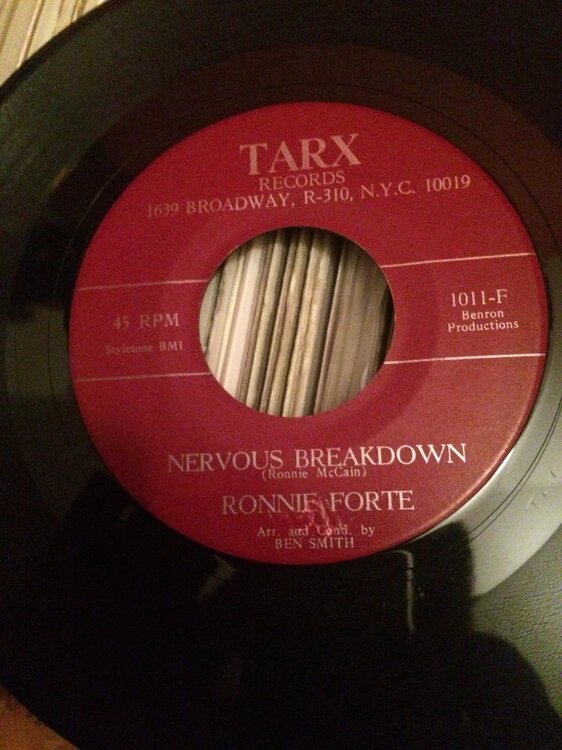 TARX
RECORDS
1639 BROADWAY, R-310, N.Y.C. 10019
45 RPM
Styletone BMI
1011-F
Benron
Productions
NERVOUS BREAKDOWN
(Ronnie McCain)
RONNIE FORTE
Arr. and Cond. by
BEN SMITH